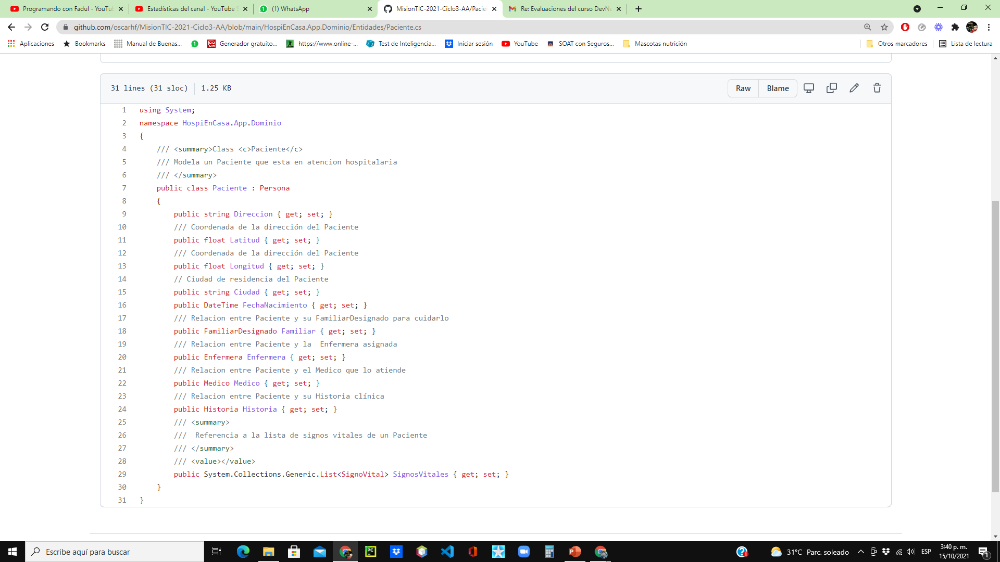 Programando con Fadul - YouTu
Estadísticas del canal - YouTube S
(1) WhatsApp
MisionTIC-2021-Ciclo3-AA/Pacie
Re: Evaluaciones del curso DevNe
github.com/oscarhf/MisionTIC-2021-Ciclo3-AA/blob/main/HospiEnCasa.App.Dominio/Entidades/Paciente.cs
Aplicaciones
Bookmarks
Manual de Buenas...
Generador gratuito...
https://www.online-...
Test de Inteligencia...
Iniciar sesión
YouTube
SOAT con Seguros...
Mascotas nutrición
Otros marcadores
Lista de lectura
31 lines (31 sloc) 1.25 KB
Raw
Blame
1 using System;
2 namespace HospiEnCasa.App.Dominio
3 {
4 /// <summary>Class <c>Paciente</c>
5 /// Modela un Paciente que esta en atencion hospitalaria
6 /// </summary>
7 public class Paciente : Persona
8 {
9 public string Direccion { get; set; }
10 /// Coordenada de la dirección del Paciente
11 public float Latitud { get; set; }
12 /// Coordenada de la dirección del Paciente
13 public float Longitud { get; set; }
14 // Ciudad de residencia del Paciente
15 public string Ciudad { get; set; }
16 public DateTime FechaNacimiento { get; set; }
17 /// Relacion entre Paciente y su FamiliarDesignado para cuidarlo
18 public FamiliarDesignado Familiar { get; set; }
19 /// Relacion entre Paciente y la  Enfermera asignada
20 public Enfermera Enfermera { get; set; }
21 /// Relacion entre Paciente y el Medico que lo atiende
22 public Medico Medico { get; set; }
23 /// Relacion entre Paciente y su Historia clínica
24 public Historia Historia { get; set; }
25 /// <summary>
26 ///  Referencia a la lista de signos vitales de un Paciente
27 /// </summary>
28 /// <value></value>
29 public System.Collections.Generic.List<SignoVital> SignosVitales { get; set; }
30 }
31 }
Escribe aquí para buscar
31°C Parc. soleado
ESP
3:40 p. m.
15/10/2021
1